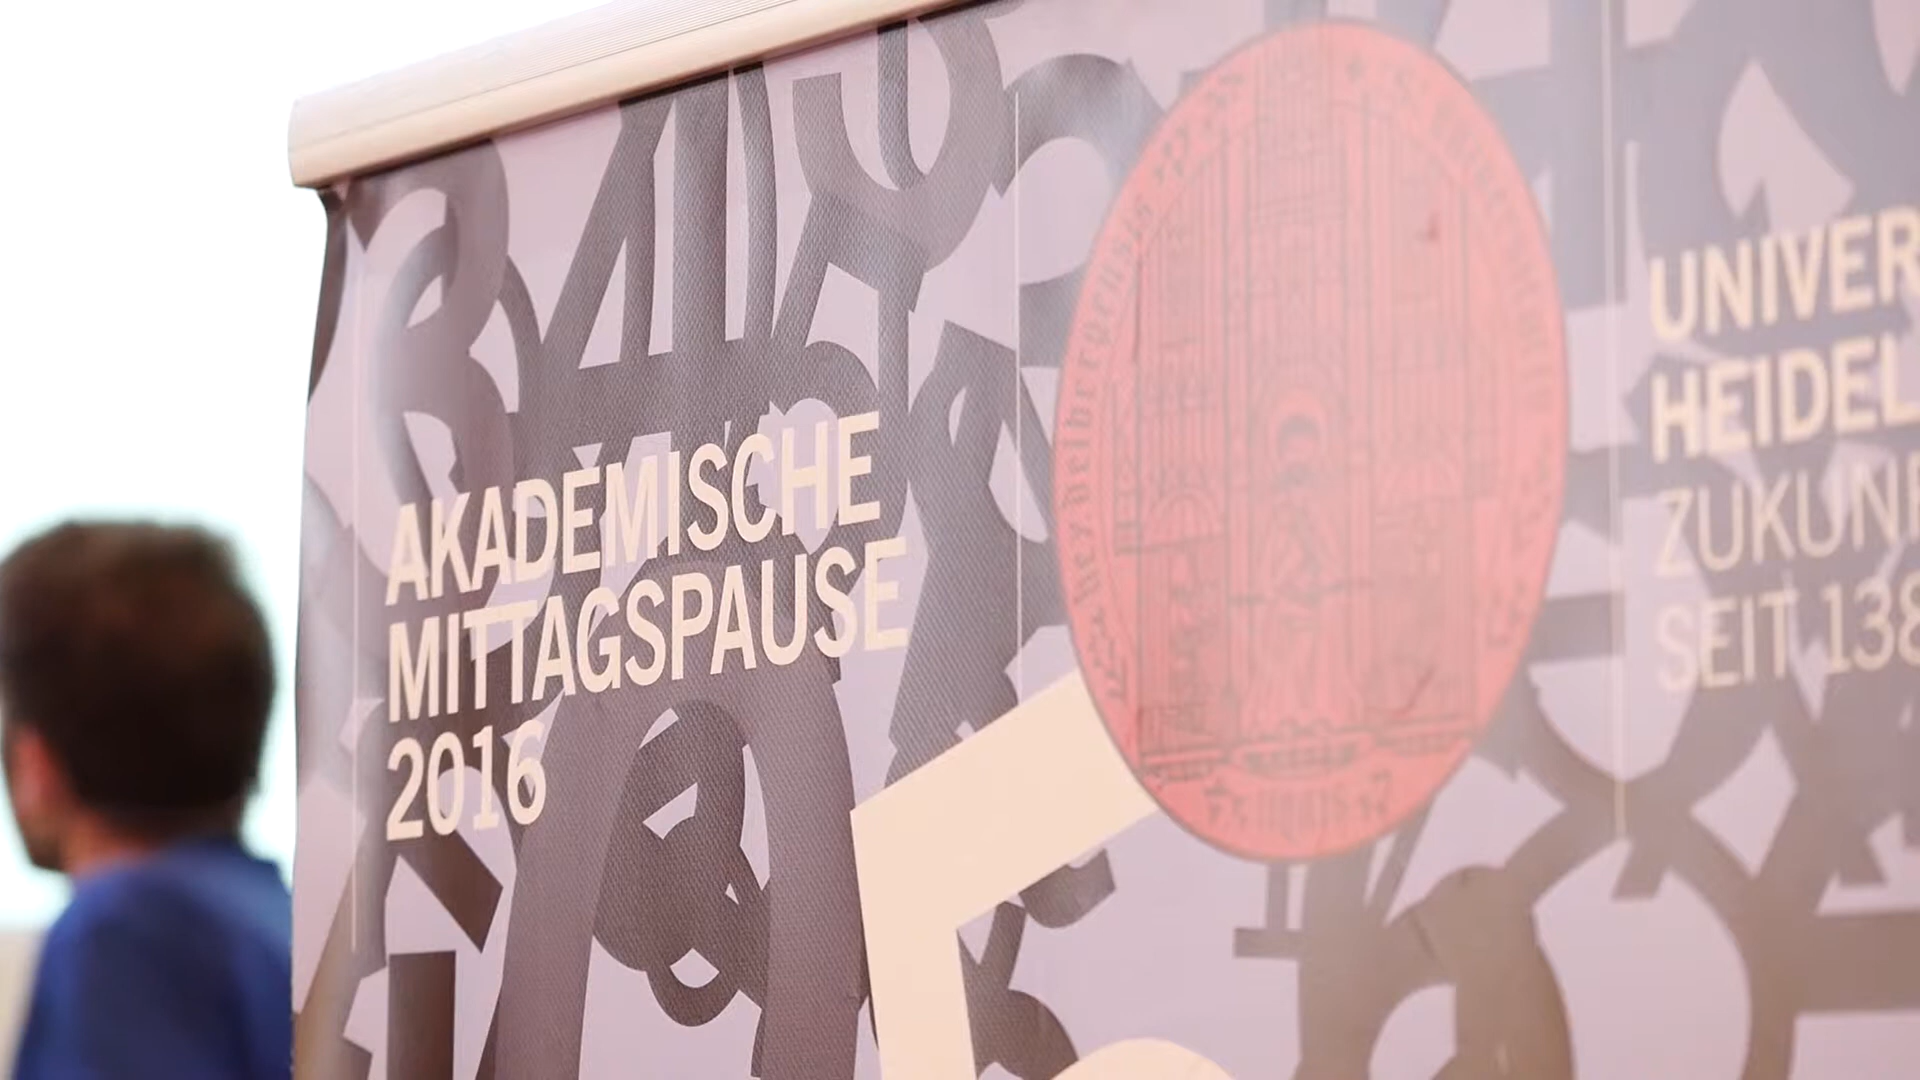 AKADEMISCHE
MITTAGSPAUSE
2016
UNIVER
HEIDEL
ZUKUN
SEIT 138